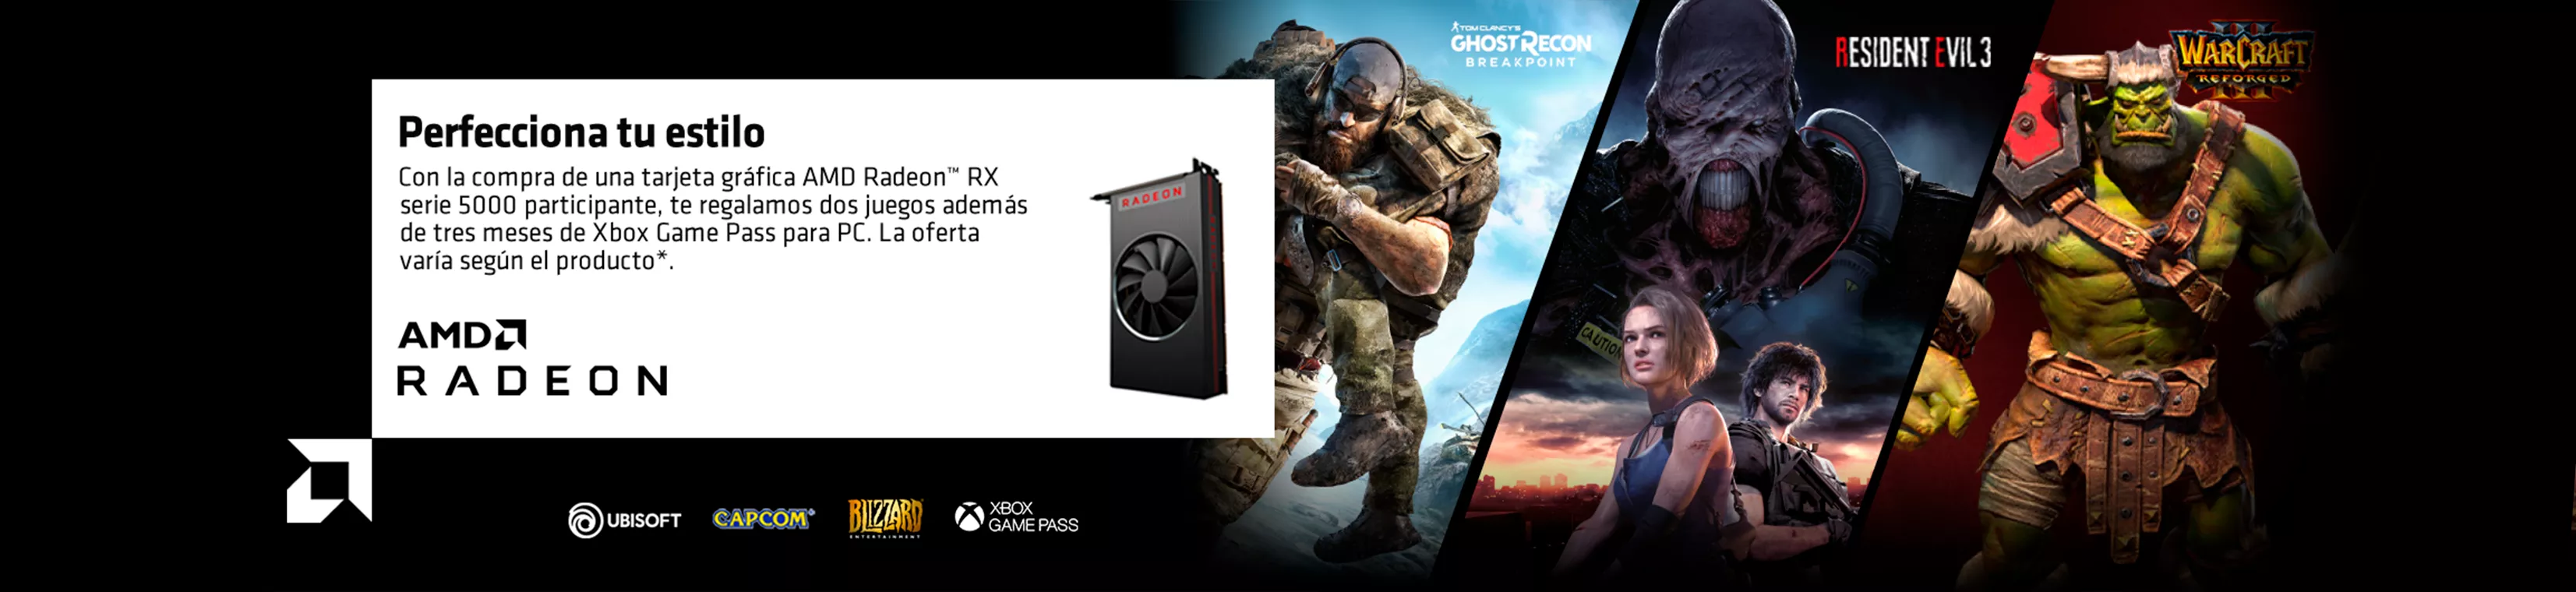 Perfecciona tu estilo
Con la compra de una tarjeta gráfica AMD Radeon™ RX
serie 5000 participante, te regalamos dos juegos además
de tres meses de Xbox Game Pass para PC. La oferta
varía según el producto*.
AMD
RADEON
RADEON
UBISOFT
CAPCOM
BLIZZARD
ENTERTAINMENT
XBOX
GAME PASS
TOM CLANCY'S
GHOST RECON
BREAKPOINT
RESIDENT EVIL 3
CAUTION
WARCRAFT
III
REFORGED